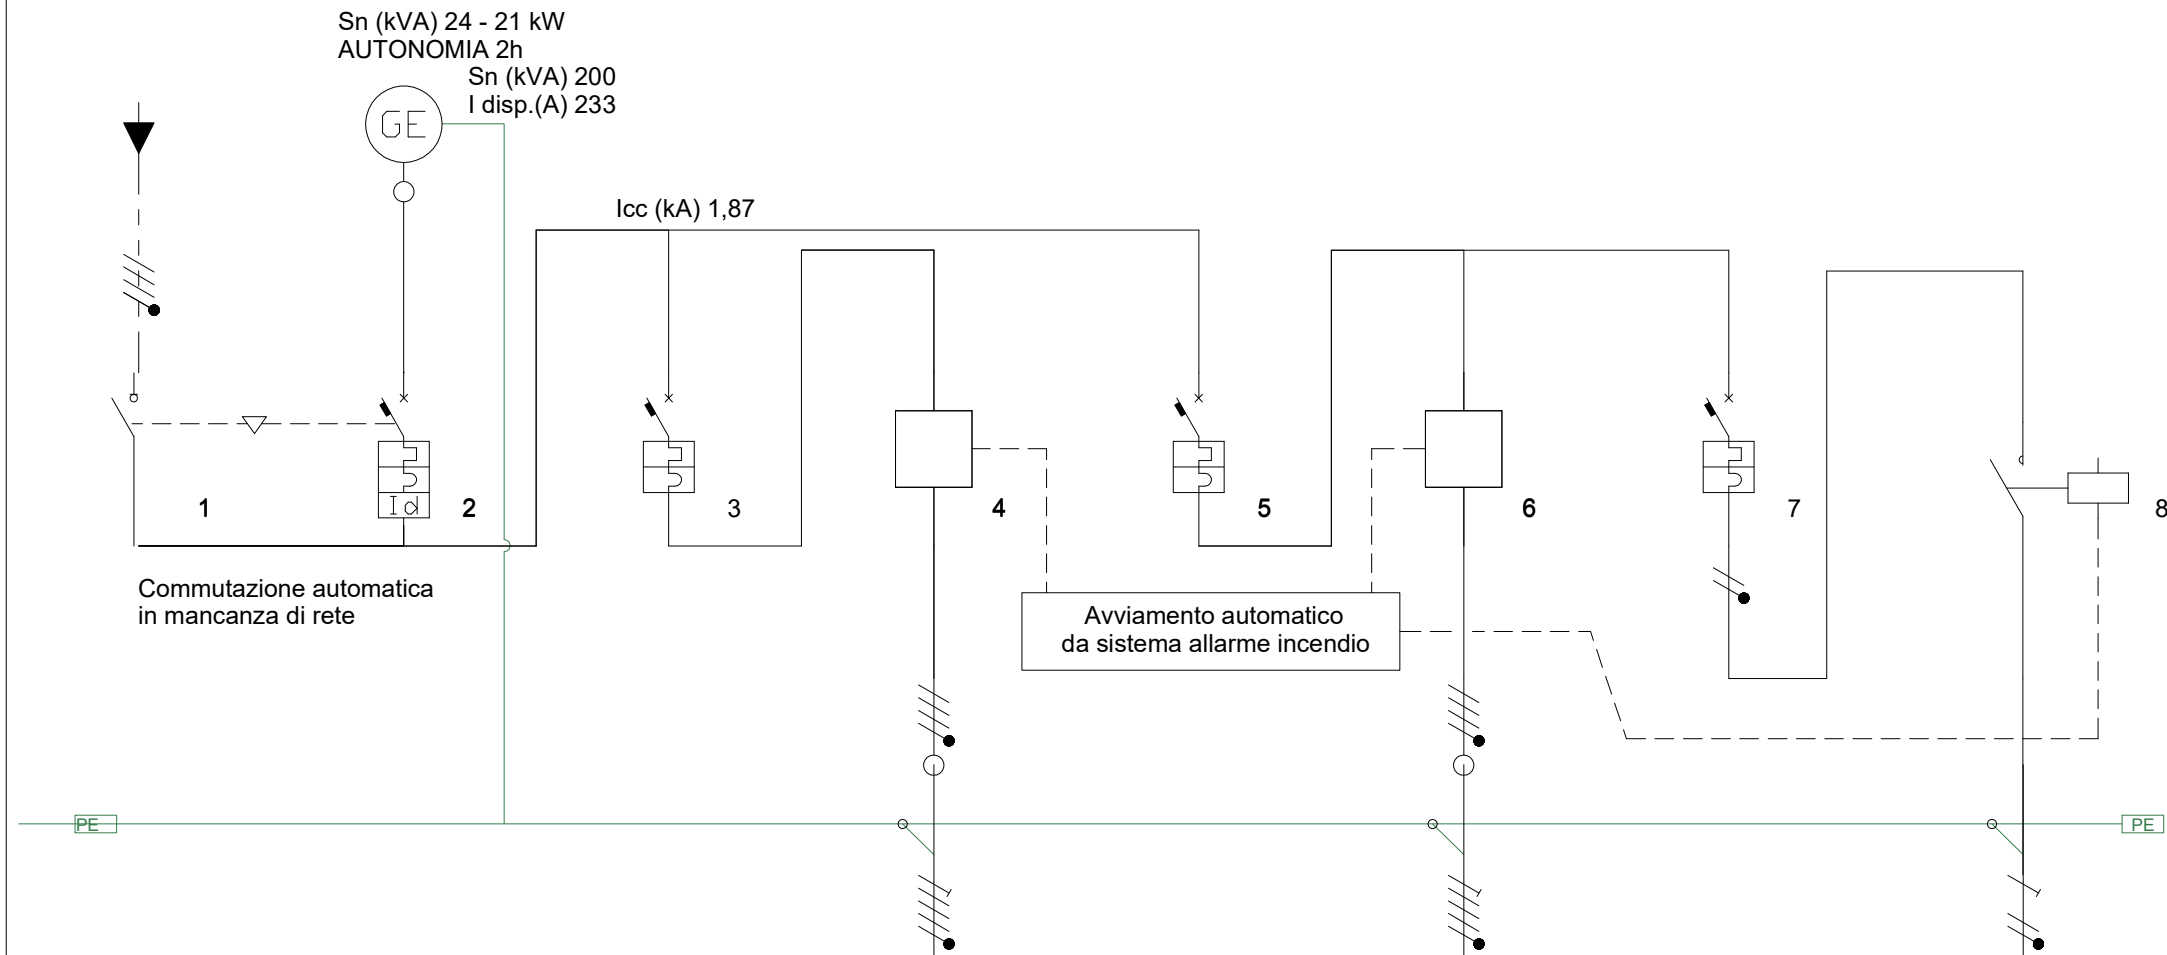 Sn (kVA) 24 - 21 kW
AUTONOMIA 2h
Sn (kVA) 200
I disp.(A) 233
GE
Icc (kA) 1,87
Id
1
2
3
4
5
6
7
8
Commutazione automatica
in mancanza di rete
Avviamento automatico
da sistema allarme incendio
PE
PE